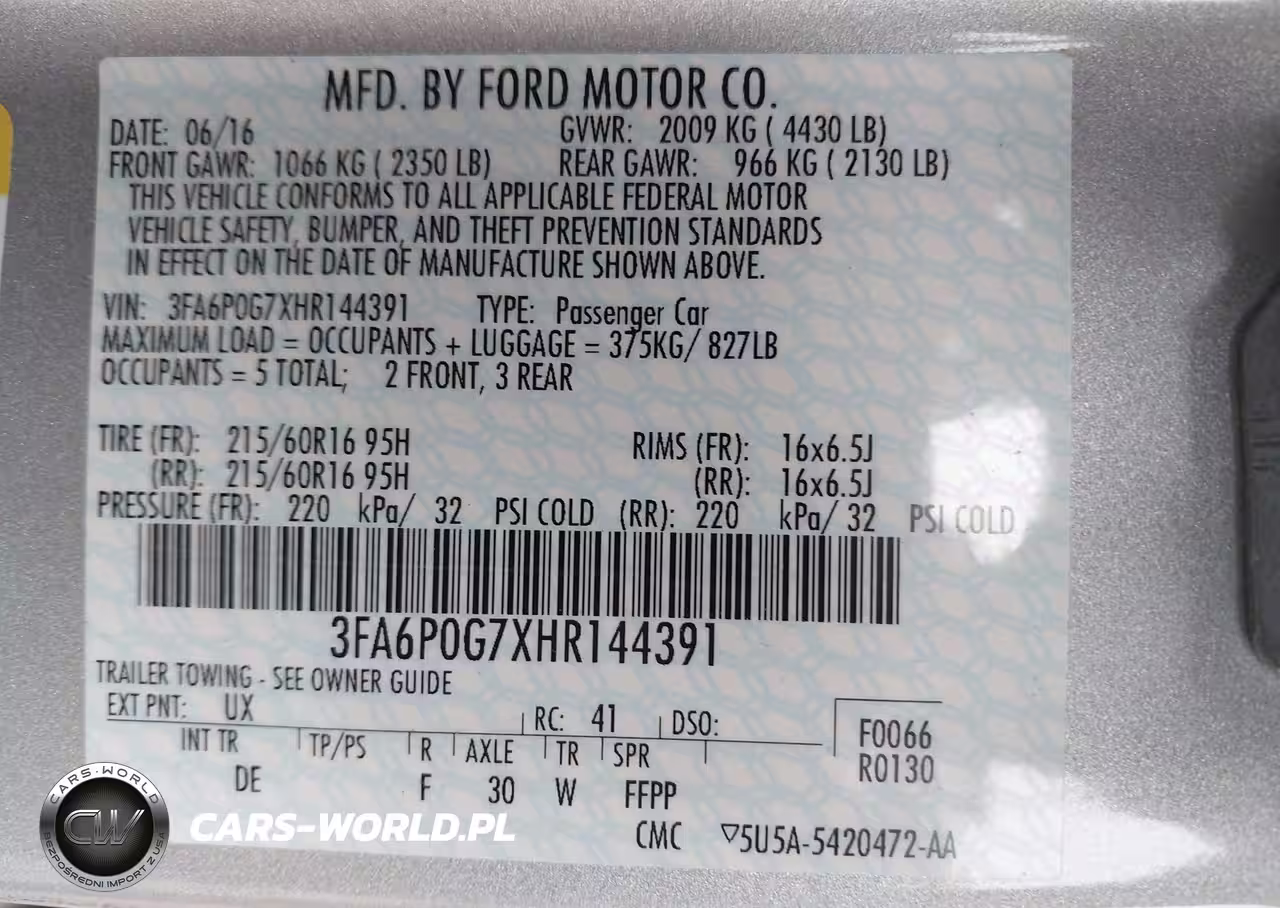 MFD. BY FORD MOTOR CO.
DATE: 06/16 GVWR: 2009 KG ( 4430 LB)
FRONT GAWR: 1066 KG ( 2350 LB) REAR GAWR: 966 KG ( 2130 LB)
THIS VEHICLE CONFORMS TO ALL APPLICABLE FEDERAL MOTOR
VEHICLE SAFETY, BUMPER, AND THEFT PREVENTION STANDARDS
IN EFFECT ON THE DATE OF MANUFACTURE SHOWN ABOVE.
VIN: 3FA6P0G7XHR144391 TYPE: Passenger Car
MAXIMUM LOAD = OCCUPANTS + LUGGAGE = 375KG/ 827LB
OCCUPANTS = 5 TOTAL; 2 FRONT, 3 REAR
TIRE (FR): 215/60R16 95H RIMS (FR): 16x6.5J
(RR): 215/60R16 95H (RR): 16x6.5J
PRESSURE (FR): 220 kPa/ 32 PSI COLD (RR): 220 kPa/ 32 PSI COLD
3FA6P0G7XHR144391
TRAILER TOWING - SEE OWNER GUIDE
EXT PNT: UX RC: 41 DSO:
F0066
R0130
INT TR TP/PS R AXLE TR SPR
DE F 30 W FFPP
CMC ▽5U5A-5420472-AA
CARS-WORLD
CW
BEZPOŚREDNI IMPORT Z USA
CARS-WORLD.PL